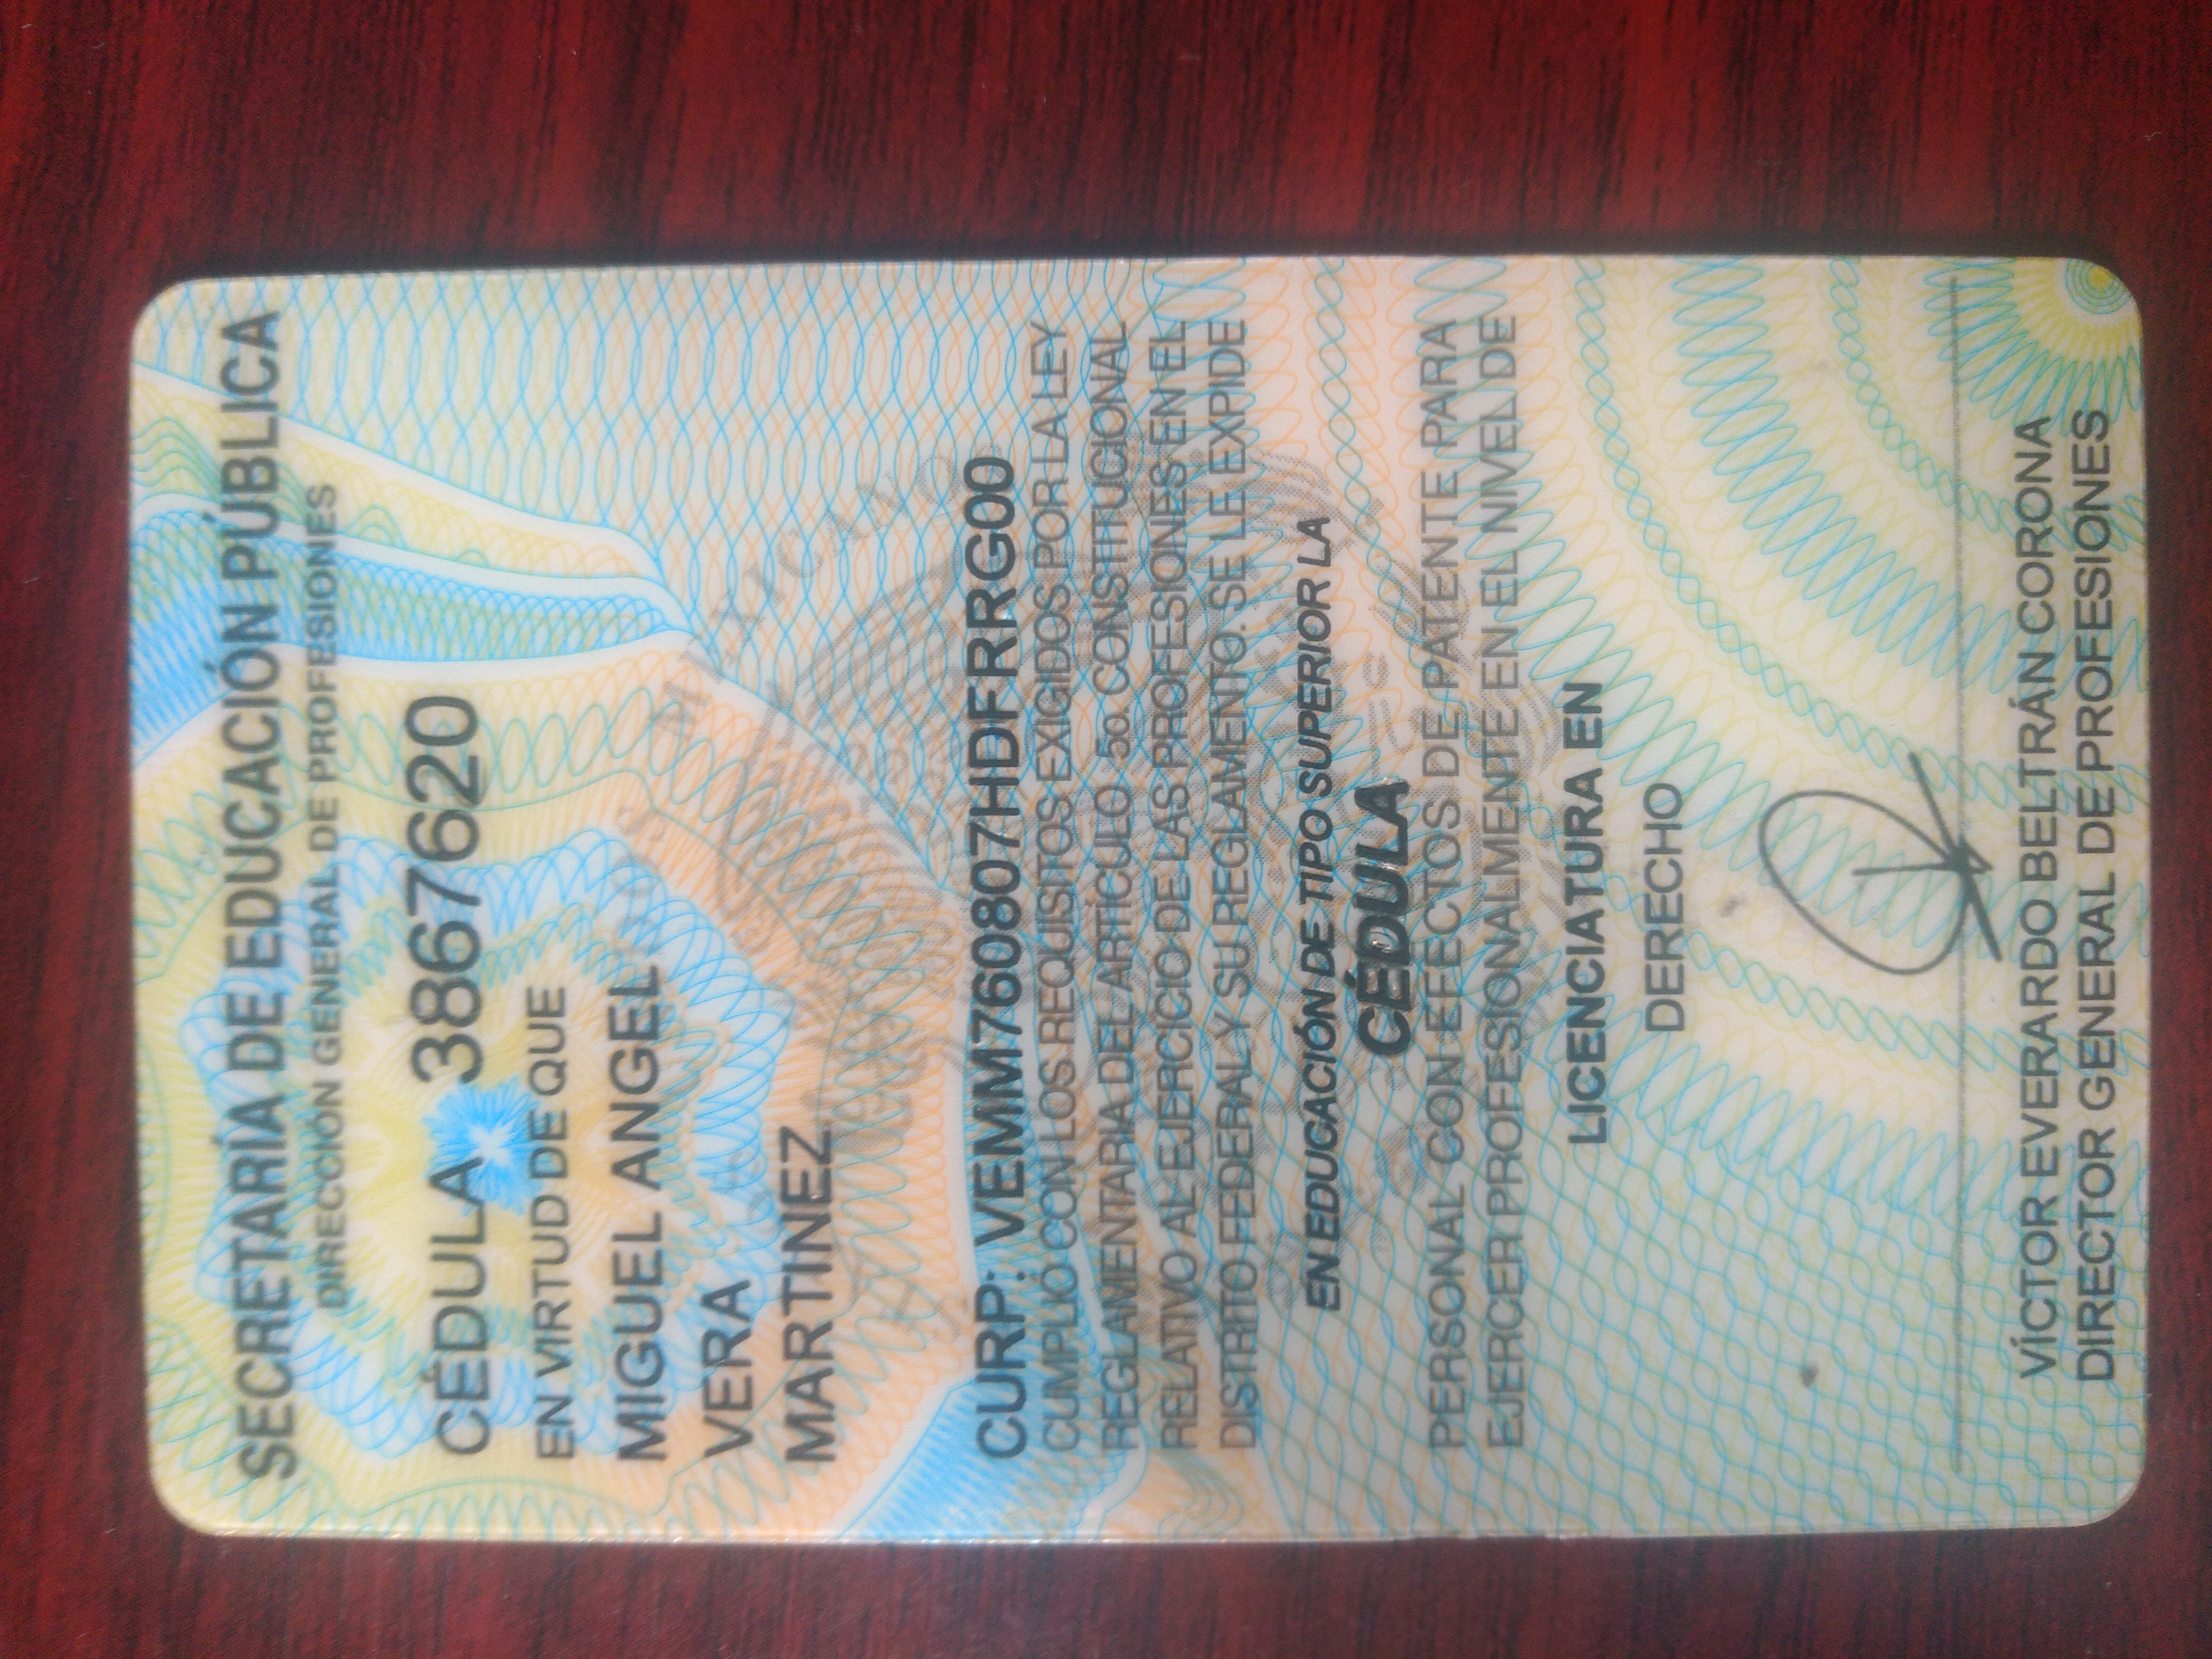 SECRETARÍA DE EDUCACIÓN PÚBLICA
DIRECCIÓN GENERAL DE PROFESIONES
CÉDULA 3867620
EN VIRTUD DE QUE
MIGUEL ANGEL
VERA
MARTINEZ
CURP: VEMM760807HDFRRG00
CUMPLIO CON LOS REQUISITOS EXIGIDOS POR LA LEY
REGLAMENTARIA DEL ARTÍCULO 5o. CONSTITUCIONAL
RELATIVO AL EJERCICIO DE LAS PROFESIONES EN EL
DISTRITO FEDERAL Y SU REGLAMENTO. SE LE EXPIDE
EN EDUCACIÓN DE TIPO SUPERIOR LA
CÉDULA
PERSONAL CON EFECTOS DE PATENTE PARA
EJERCER PROFESIONALMENTE EN EL NIVEL DE
LICENCIATURA EN
DERECHO
VÍCTOR EVERARDO BELTRÁN CORONA
DIRECTOR GENERAL DE PROFESIONES